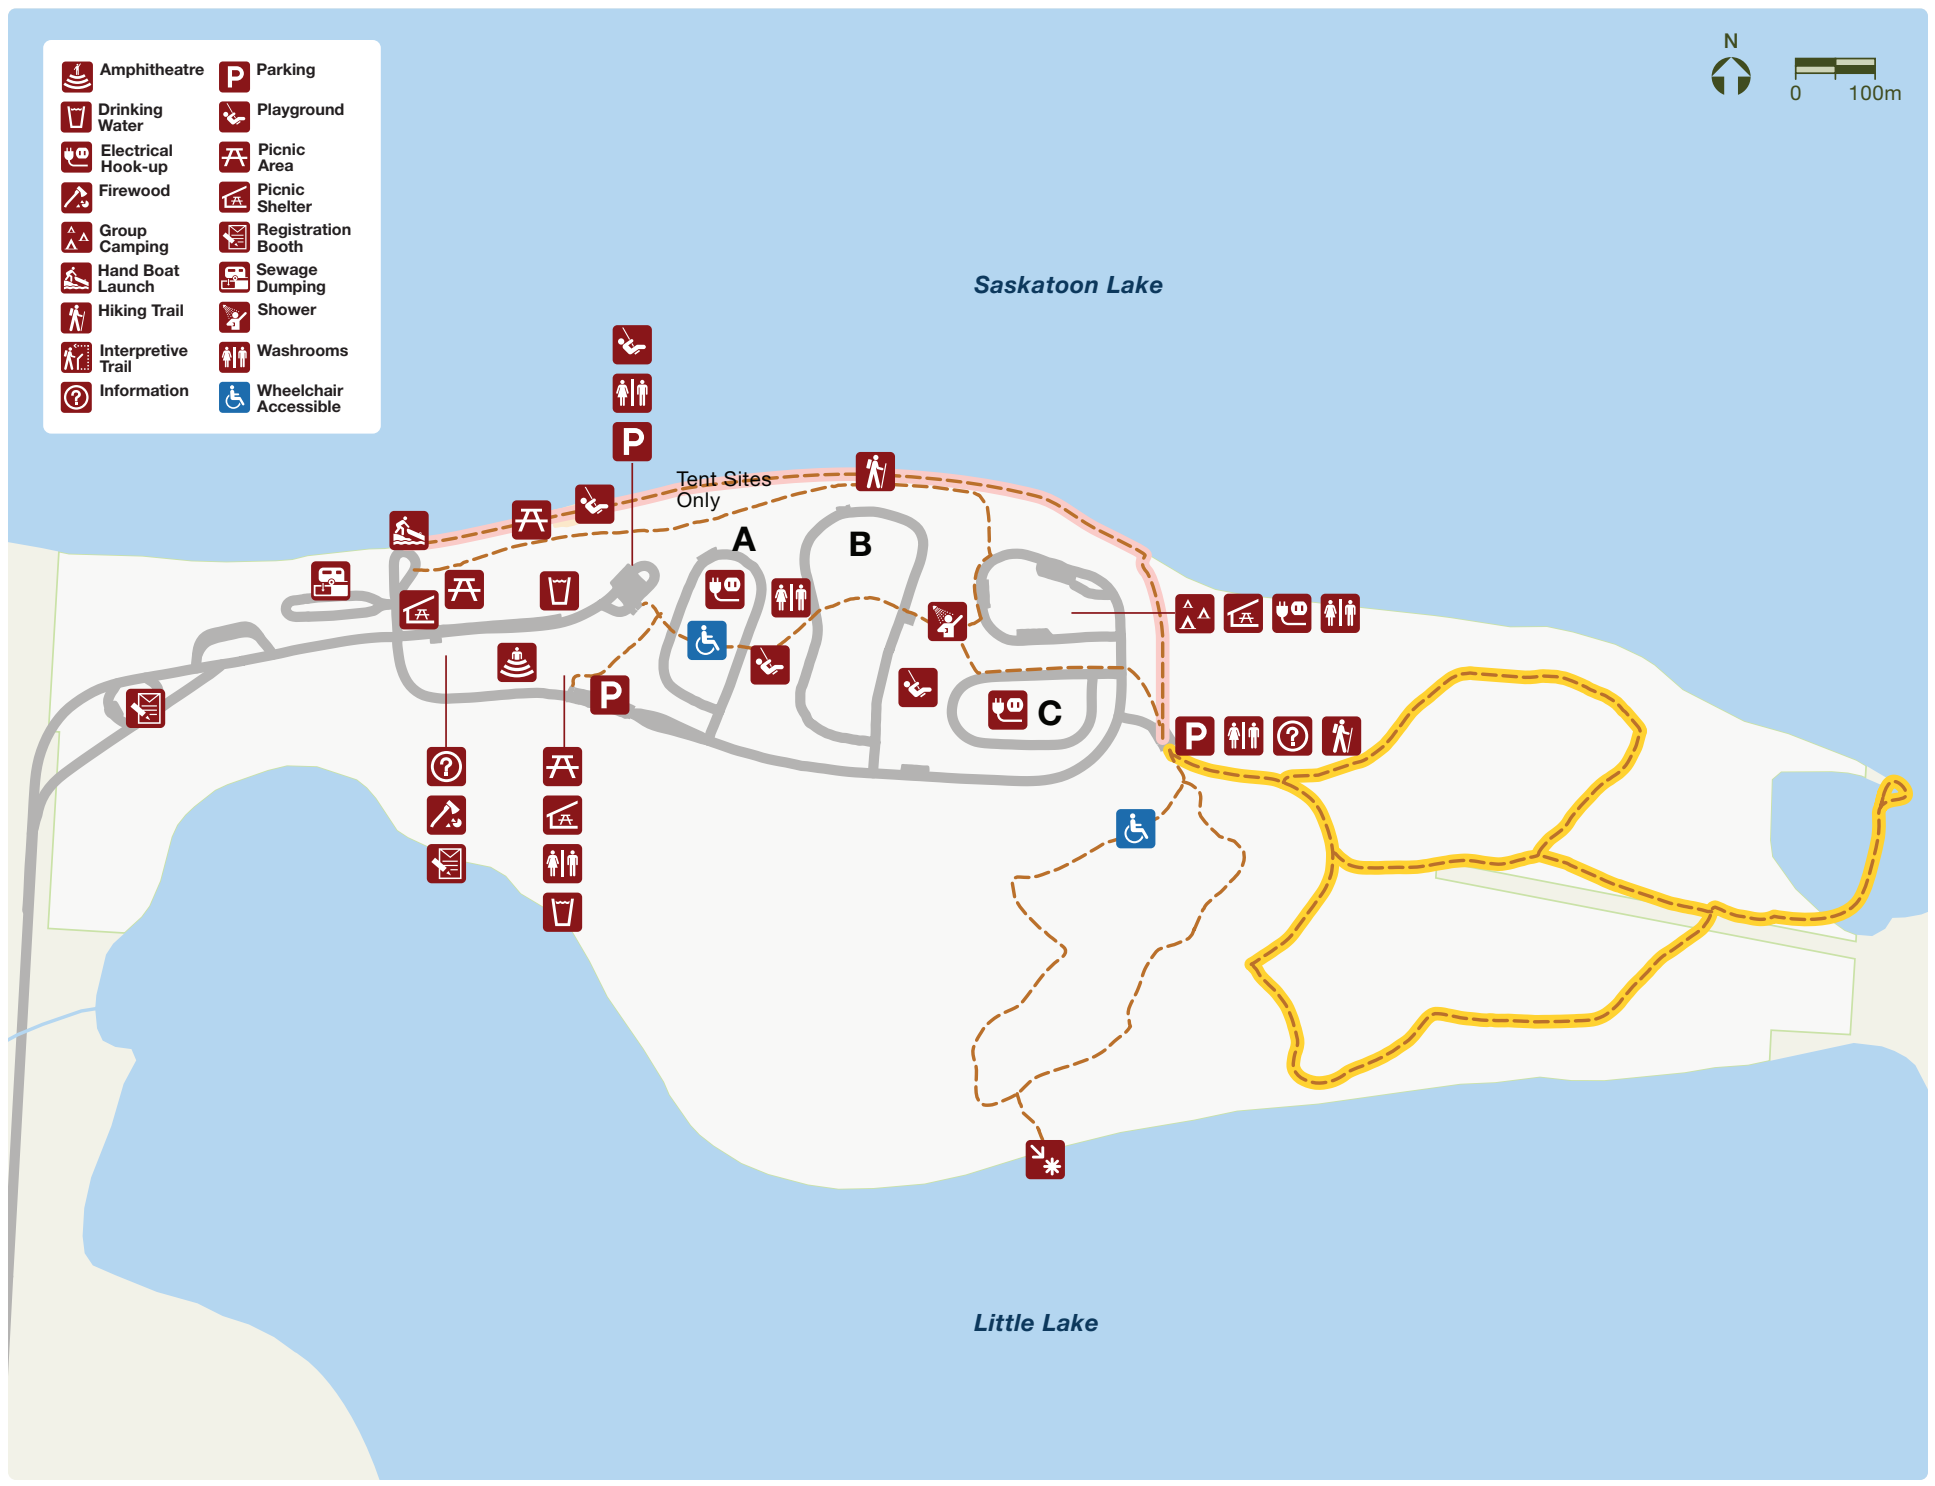 Amphitheatre
Drinking
Water
Electrical
Hook-up
Firewood
Group
Camping
Hand Boat
Launch
Hiking Trail
Interpretive
Trail
Information
Parking
Playground
Picnic
Area
Picnic
Shelter
Registration
Booth
Sewage
Dumping
Shower
Washrooms
Wheelchair
Accessible
N
0 100m
Saskatoon Lake
P
P
Tent Sites
Only
A
B
C
P
P
?
?
?
Little Lake